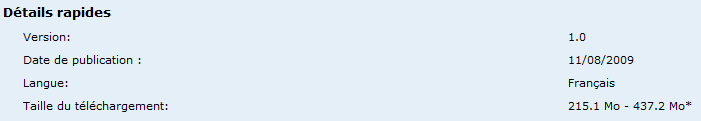 Détails rapides
Version: 1.0
Date de publication : 11/08/2009
Langue: Français
Taille du téléchargement: 215.1 Mo - 437.2 Mo*